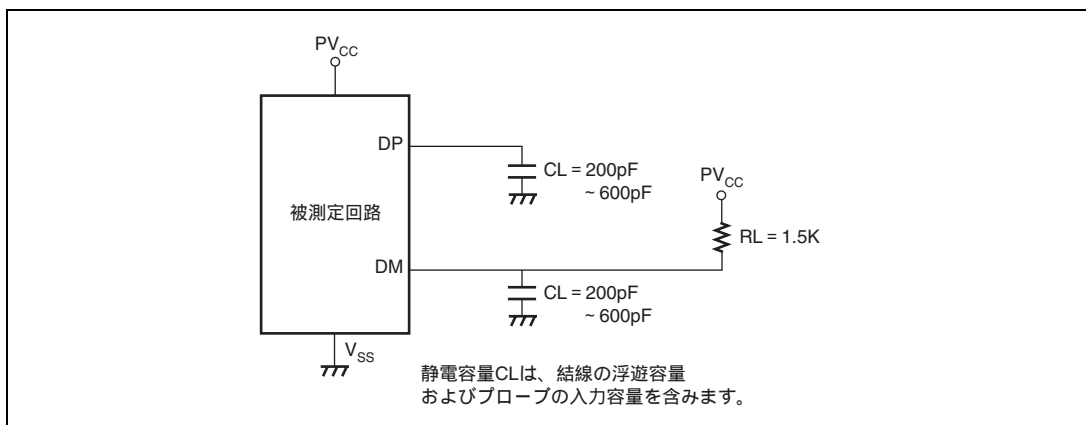 PVCC
DP
CL = 200pF
~ 600pF
PVCC
被測定回路
RL = 1.5K
DM
CL = 200pF
~ 600pF
VSS
静電容量CLは、結線の浮遊容量
およびプローブの入力容量を含みます。